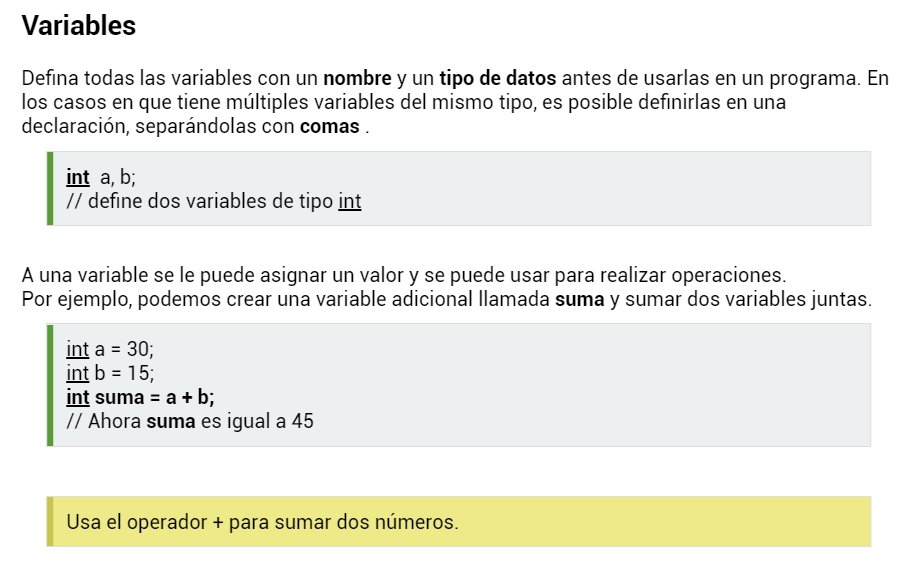 Variables
Defina todas las variables con un nombre y un tipo de datos antes de usarlas en un programa. En
los casos en que tiene múltiples variables del mismo tipo, es posible definirlas en una
declaración, separándolas con comas .
int  a, b;
// define dos variables de tipo int
A una variable se le puede asignar un valor y se puede usar para realizar operaciones.
Por ejemplo, podemos crear una variable adicional llamada suma y sumar dos variables juntas.
int a = 30;
int b = 15;
int suma = a + b;
// Ahora suma es igual a 45
Usa el operador + para sumar dos números.